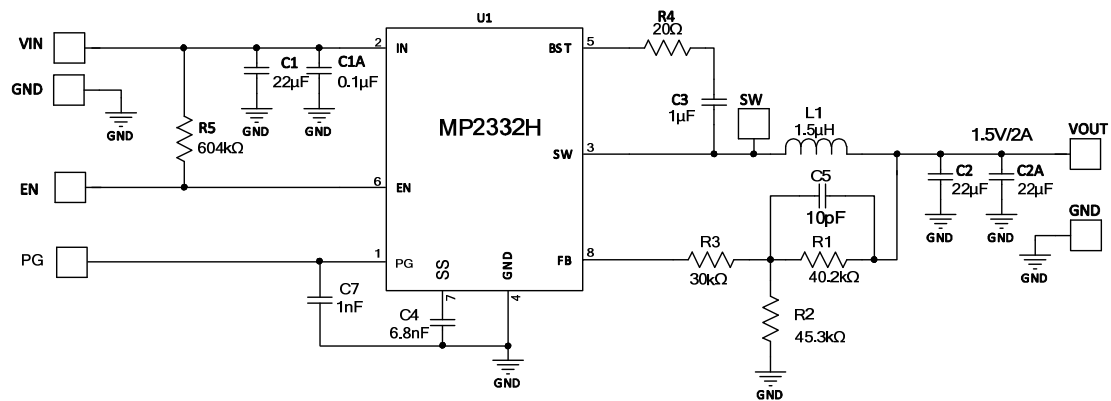 U1
MP2332H
VIN
GND
GND
R5
604kΩ
C1
22µF
GND
C1A
0.1µF
GND
2
IN
EN
6
EN
PG
1
PG
C7
1nF
SS
7
C4
6.8nF
GND
4
GND
BST
5
R4
20Ω
C3
1µF
SW
SW
3
L1
1.5µH
1.5V/2A
VOUT
C2
22µF
GND
C2A
22µF
GND
GND
GND
C5
10pF
FB
8
R3
30kΩ
R1
40.2kΩ
R2
45.3kΩ
GND